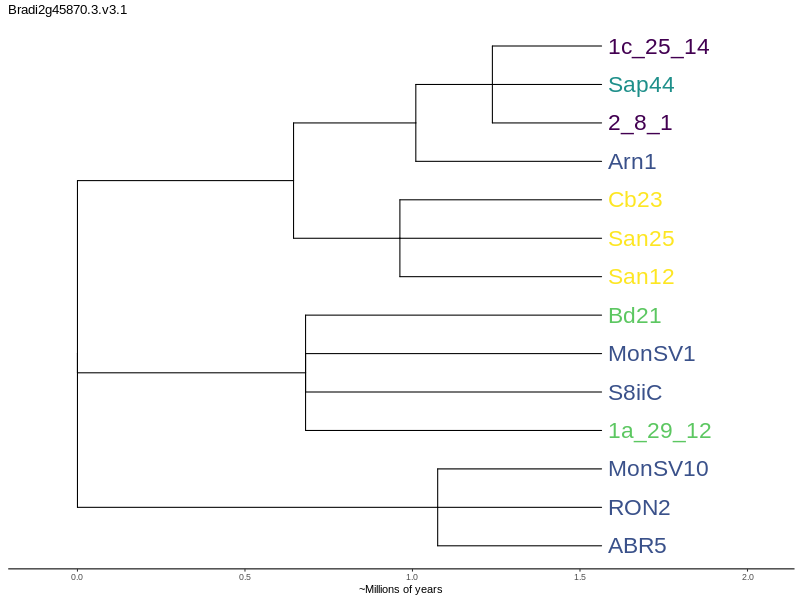 Bradi2g45870.3.v3.1
1c_25_14
Sap44
2_8_1
Arn1
Cb23
San25
San12
Bd21
MonSV1
S8iiC
1a_29_12
MonSV10
RON2
ABR5
0.0 0.5 1.0 1.5 2.0
~Millions of years